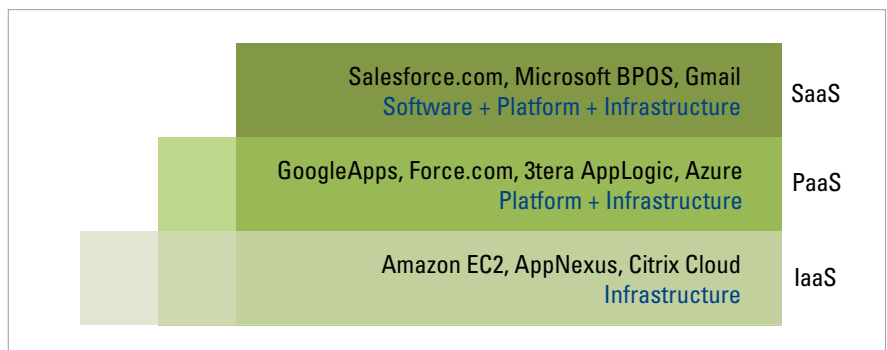 Salesforce.com, Microsoft BPOS, Gmail
Software + Platform + Infrastructure
SaaS
GoogleApps, Force.com, 3tera AppLogic, Azure
Platform + Infrastructure
PaaS
Amazon EC2, AppNexus, Citrix Cloud
Infrastructure
IaaS